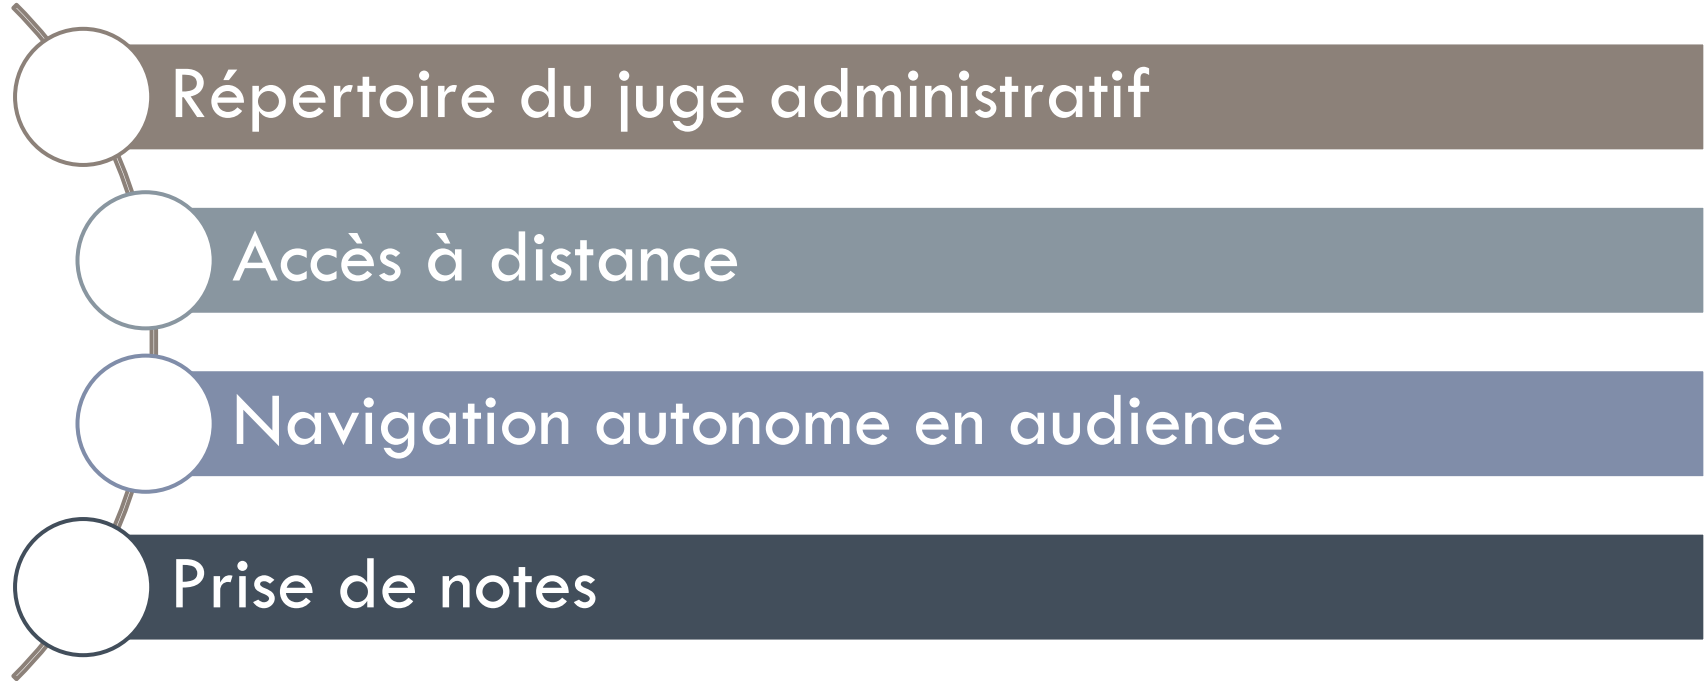 Répertoire du juge administratif
Accès à distance
Navigation autonome en audience
Prise de notes